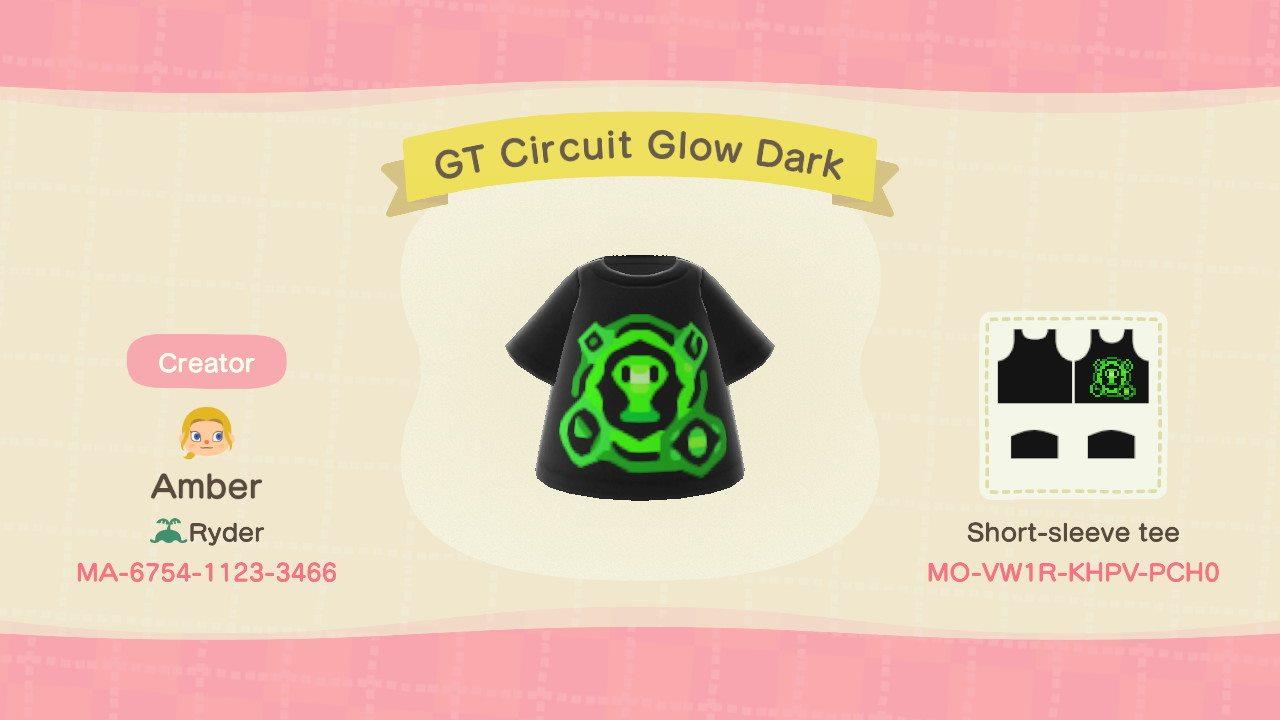 GT Circuit Glow Dark
Creator
Amber
Ryder
MA-6754-1123-3466
Short-sleeve tee
MO-VW1R-KHPV-PCH0